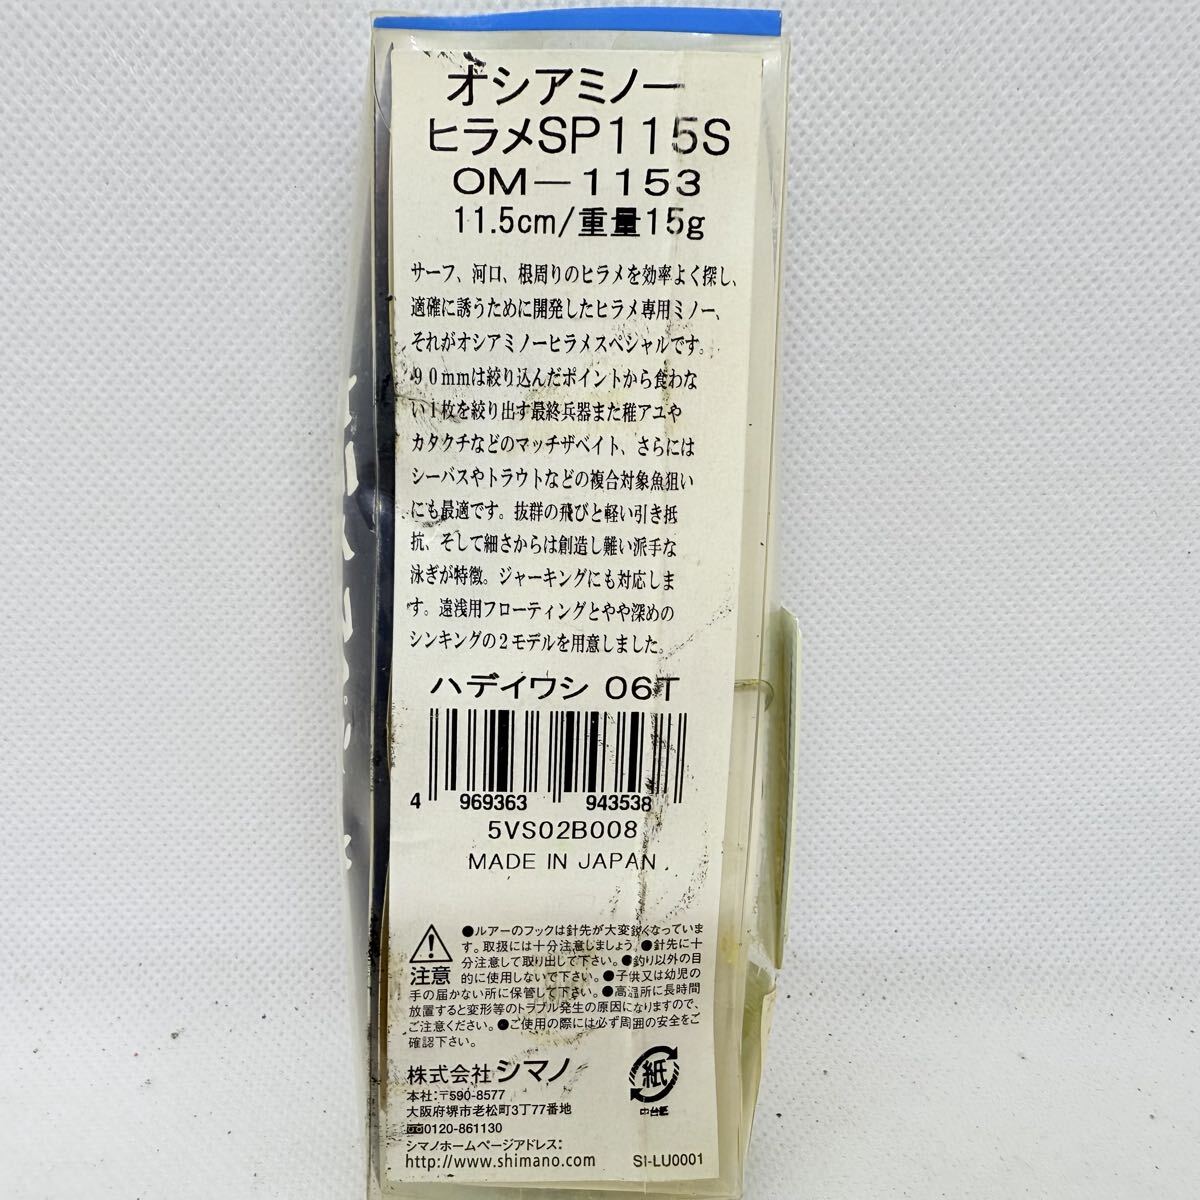 オシアミノー
ヒラメSP115S
OM－1153
11.5cm/重量15g
サーフ、河口、根周りのヒラメを効率よく探し、
適確に誘うために開発したヒラメ専用ミノー、
それがオシアミノーヒラメスペシャルです。
90mmは絞り込んだポイントから食わな
い1枚を絞り出す最終兵器また稚アユや
カタクチなどのマッチザベイト、さらには
シーバスやトラウトなどの複合対象魚狙い
にも最適です。抜群の飛びと軽い引き抵
抗、そして細さからは創造し難い派手な
泳ぎが特徴。ジャーキングにも対応しま
す。遠浅用フローティングとやや深めの
シンキングの2モデルを用意しました。
ハデイワシ 06T
4 969363 943538
5VS02B008
MADE IN JAPAN
注意
●ルアーのフックは針先が大変鋭くなっていま
す。取扱には十分注意しましょう。●針先に十
分注意して取り出して下さい。●釣り以外の目
的に使用しないで下さい。●子供又は幼児の
手の届かない所に保管して下さい。●高温所に長時間
放置すると変形等のトラブル発生の原因になりますので、
ご注意ください。●ご使用の際には必ず周囲の安全をご
確認下さい。
株式会社シマノ
本社:〒590-8577
大阪府堺市老松町3丁77番地
0120-861130
シマノホームページアドレス:
http://www.shimano.com
紙
中台紙
SI-LU0001